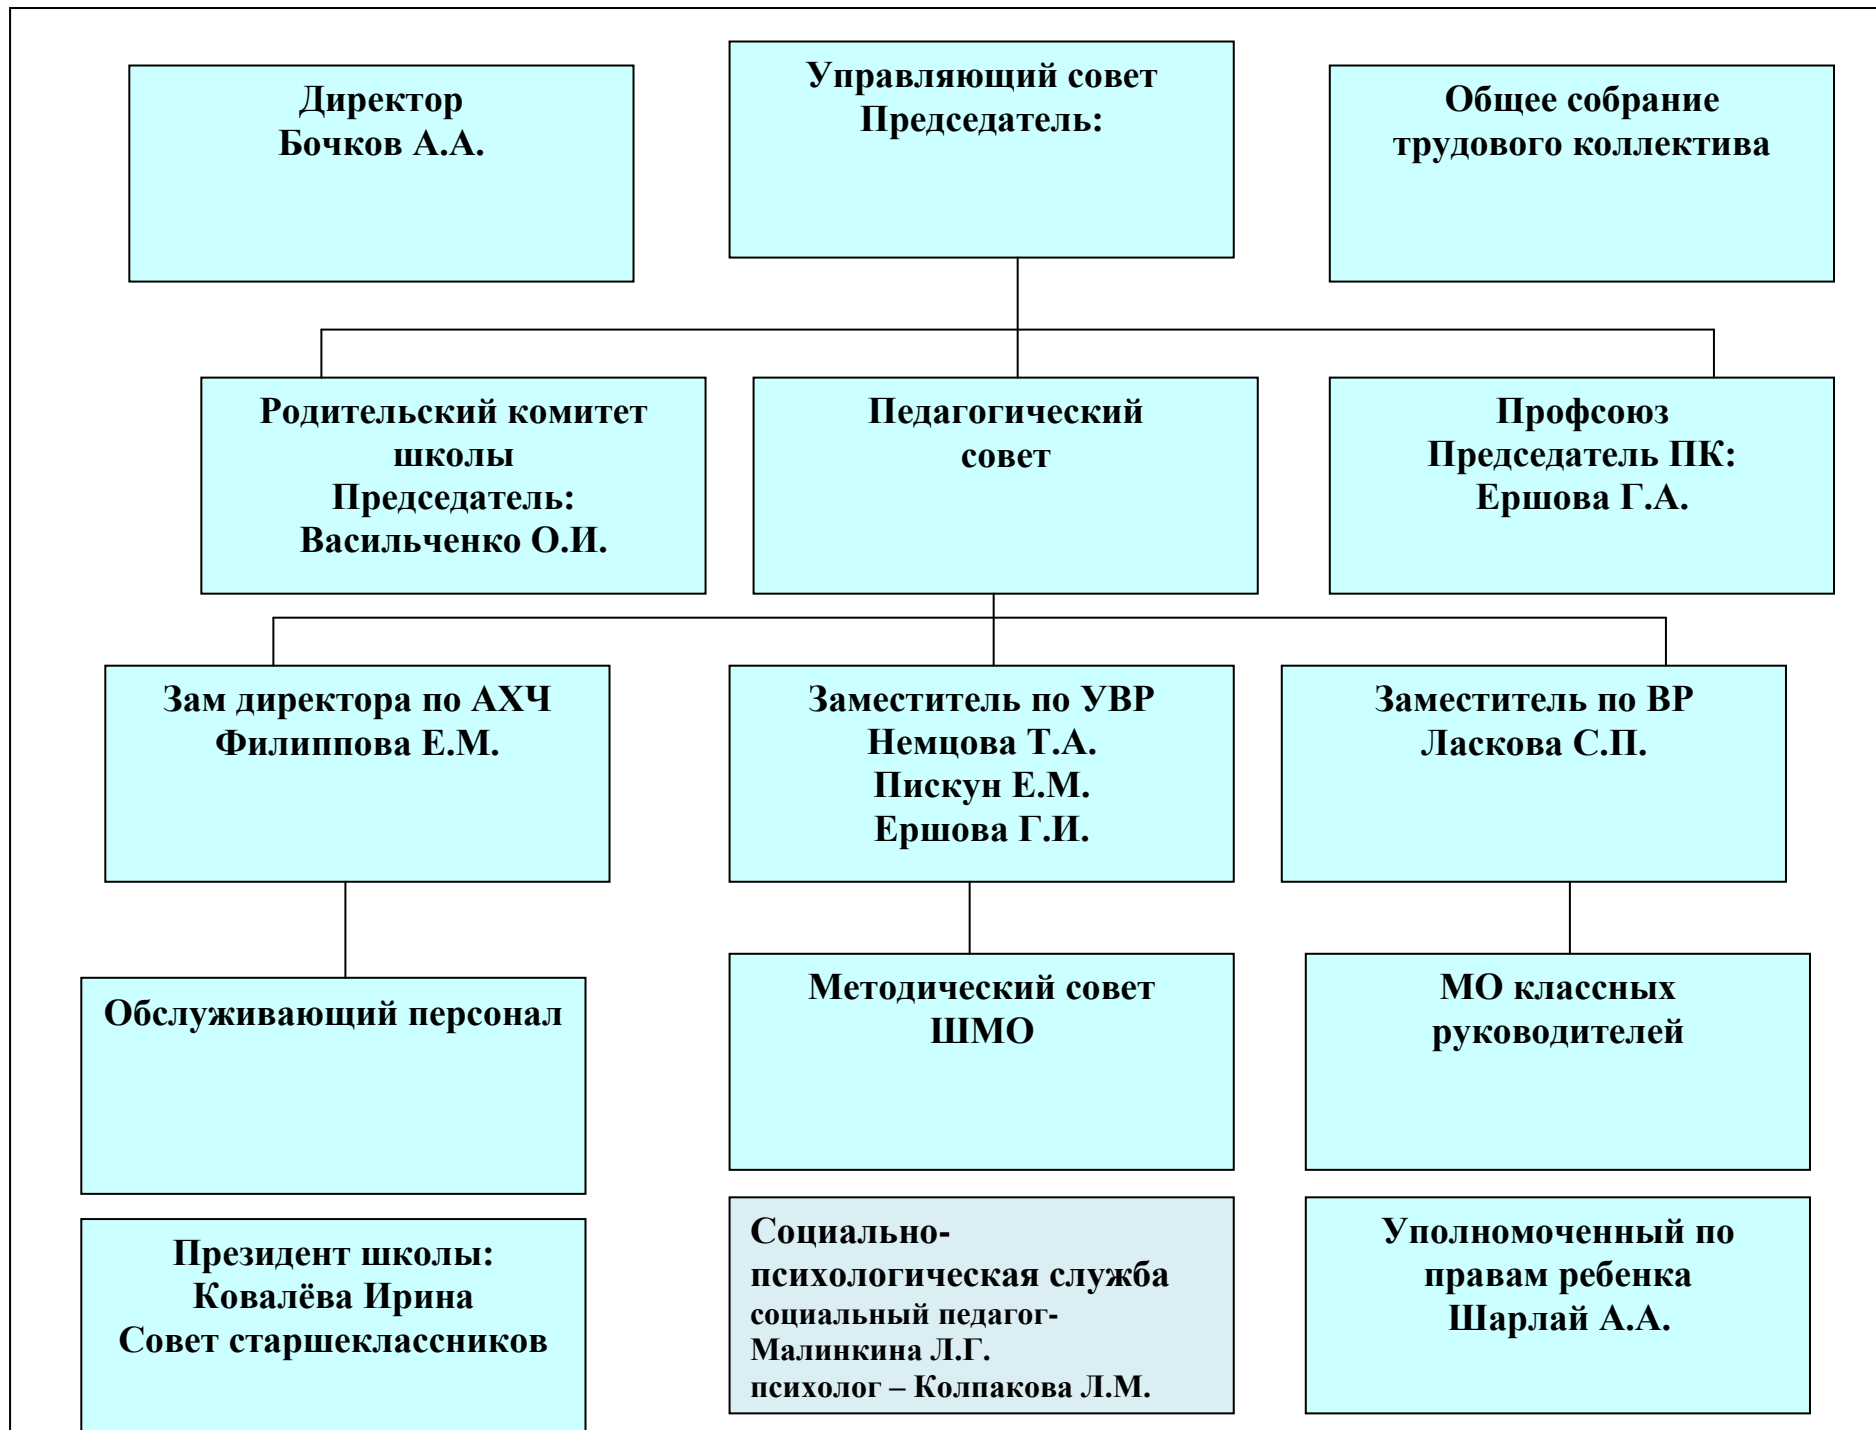 Директор
Бочков А.А.
Управляющий совет
Председатель:
Общее собрание
трудового коллектива
Родительский комитет
школы
Председатель:
Васильченко О.И.
Педагогический
совет
Профсоюз
Председатель ПК:
Ершова Г.А.
Зам директора по АХЧ
Филиппова Е.М.
Заместитель по УВР
Немцова Т.А.
Пискун Е.М.
Ершова Г.И.
Заместитель по ВР
Ласкова С.П.
Обслуживающий персонал
Методический совет
ШМО
МО классных
руководителей
Президент школы:
Ковалёва Ирина
Совет старшеклассников
Социально-
психологическая служба
социальный педагог-
Малинкина Л.Г.
психолог – Колпакова Л.М.
Уполномоченный по
правам ребенка
Шарлай А.А.